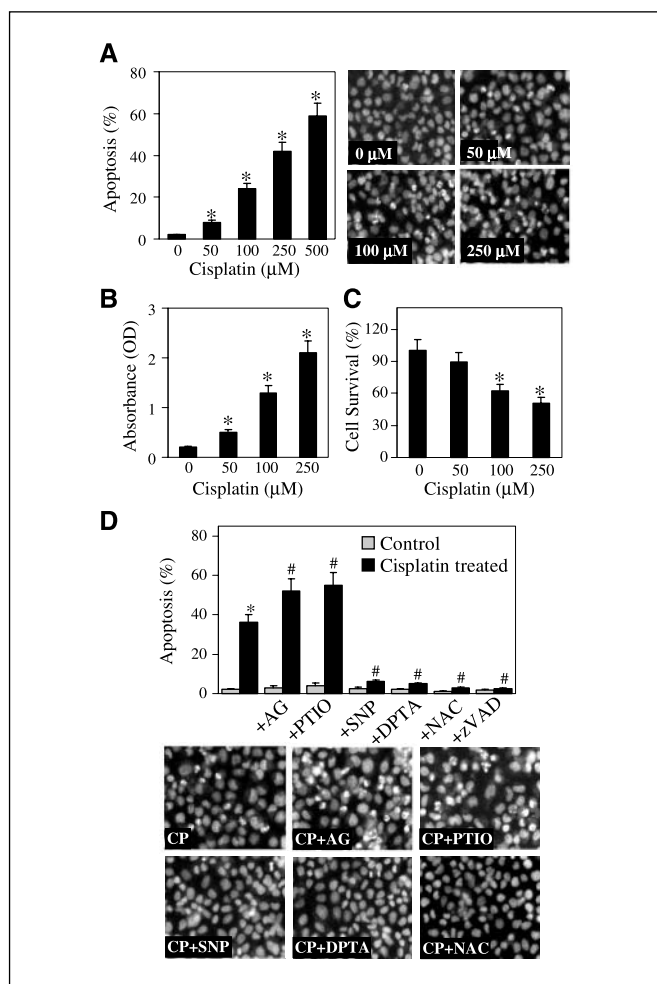 A
Apoptosis (%)
80
60
40
20
0
*
*
*
*
0 50 100 250 500
Cisplatin (µM)
0 µM
50 µM
100 µM
250 µM
B
Absorbance (OD)
3
2
1
0
*
*
*
0 50 100 250
Cisplatin (µM)
C
Cell Survival (%)
120
90
60
30
0
*
*
0 50 100 250
Cisplatin (µM)
D
Apoptosis (%)
80
60
40
20
0
Control
Cisplatin treated
*
#
#
#
#
#
#
+AG
+PTIO
+SNP
+DPTA
+NAC
+zVAD
CP
CP+AG
CP+PTIO
CP+SNP
CP+DPTA
CP+NAC